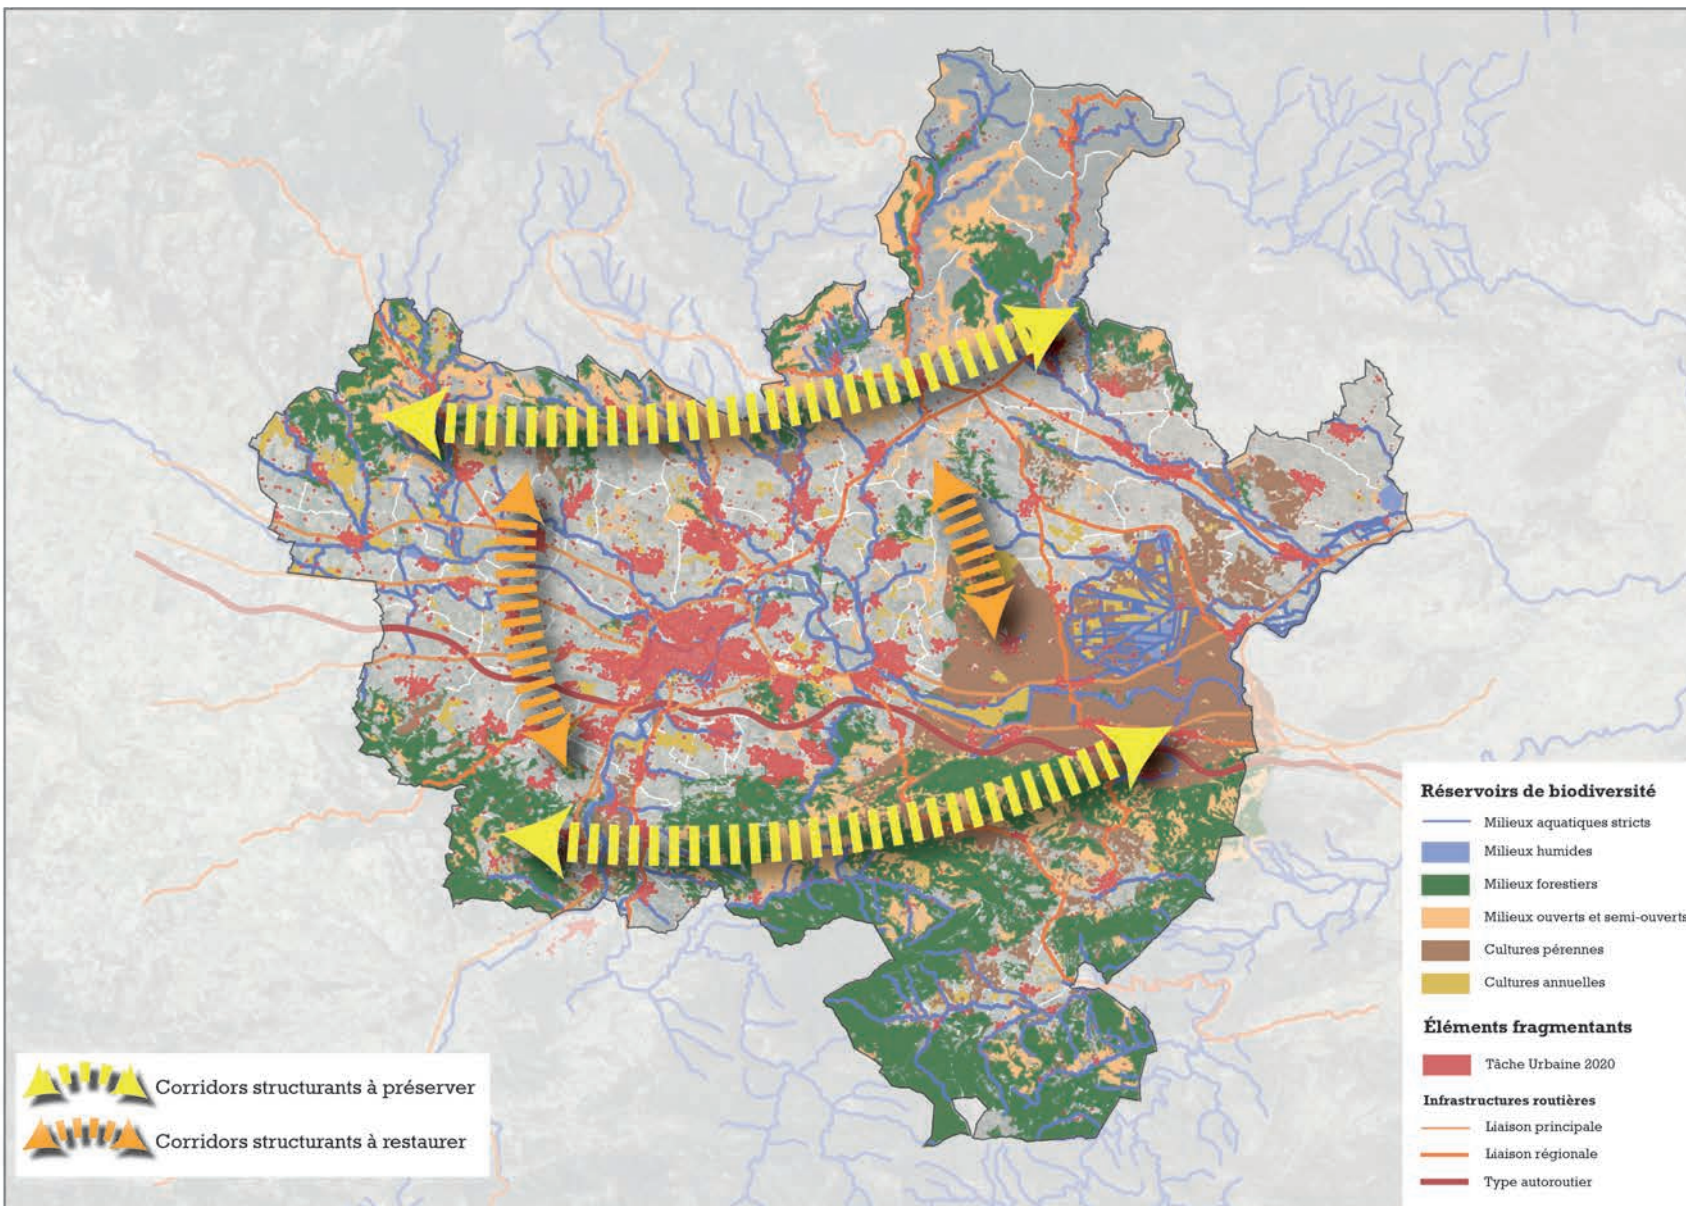 Réservoirs de biodiversité
Milieux aquatiques stricts
Milieux humides
Milieux forestiers
Milieux ouverts et semi-ouverts
Cultures pérennes
Cultures annuelles
Éléments fragmentants
Tâche Urbaine 2020
Infrastructures routières
Liaison principale
Liaison régionale
Type autoroutier
Corridors structurants à préserver
Corridors structurants à restaurer